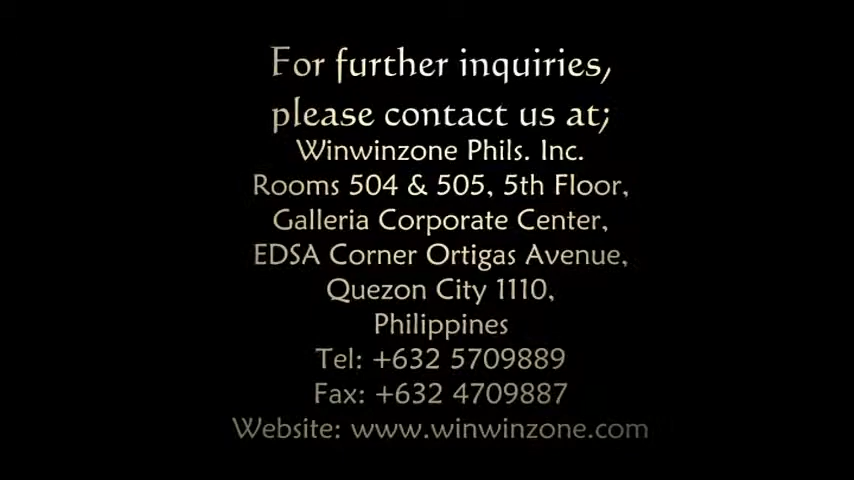 For further inquiries,
please contact us at;
Winwinzone Phils. Inc.
Rooms 504 & 505, 5th Floor,
Galleria Corporate Center,
EDSA Corner Ortigas Avenue,
Quezon City 1110,
Philippines
Tel: +632 5709889
Fax: +632 4709887
Website: www.winwinzone.com